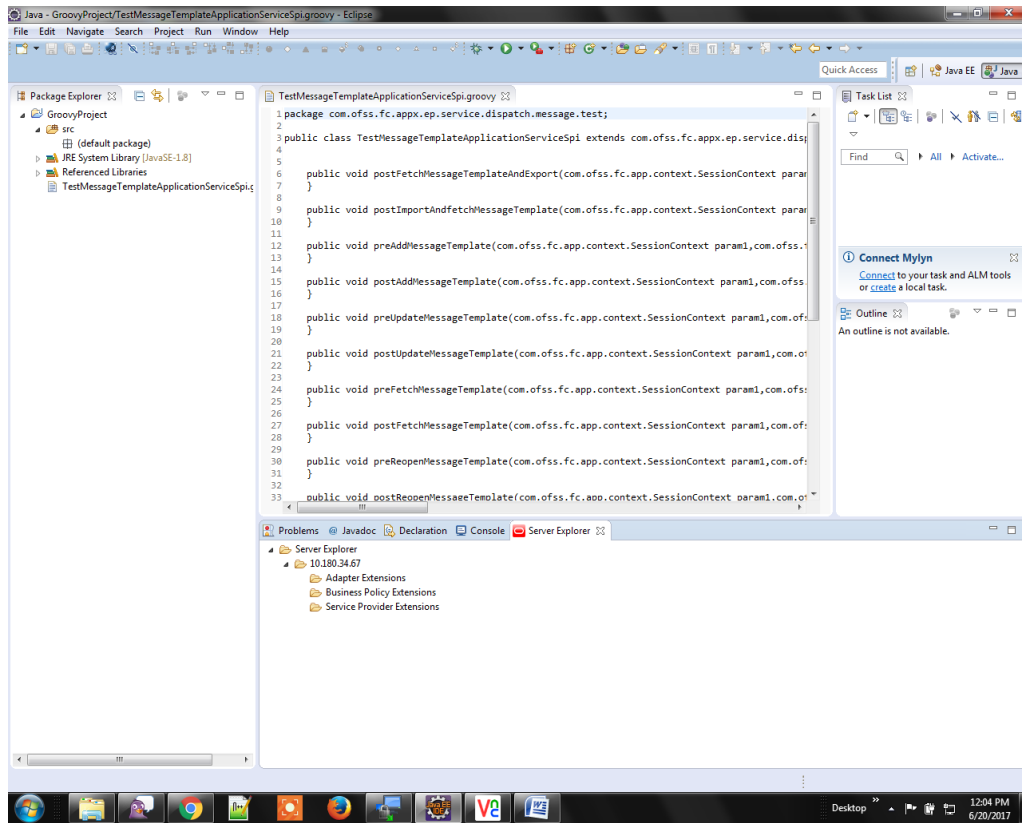 Java - GroovyProject/TestMessageTemplateApplicationServiceSpi.groovy - Eclipse
File Edit Navigate Search Project Run Window Help
Quick Access
Java EE
Java
Package Explorer
GroovyProject
src
(default package)
JRE System Library [JavaSE-1.8]
Referenced Libraries
TestMessageTemplateApplicationServiceSpi.g
TestMessageTemplateApplicationServiceSpi.groovy
1 package com.ofss.fc.appx.ep.service.dispatch.message.test;
2
3 public class TestMessageTemplateApplicationServiceSpi extends com.ofss.fc.appx.ep.service.disp
4
5
6 public void postFetchMessageTemplateAndExport(com.ofss.fc.app.context.SessionContext param
7 }
8
9 public void postImportAndfetchMessageTemplate(com.ofss.fc.app.context.SessionContext param
10 }
11
12 public void preAddMessageTemplate(com.ofss.fc.app.context.SessionContext param1,com.ofss.f
13 }
14
15 public void postAddMessageTemplate(com.ofss.fc.app.context.SessionContext param1,com.ofss.
16 }
17
18 public void preUpdateMessageTemplate(com.ofss.fc.app.context.SessionContext param1,com.ofs
19 }
20
21 public void postUpdateMessageTemplate(com.ofss.fc.app.context.SessionContext param1,com.of
22 }
23
24 public void preFetchMessageTemplate(com.ofss.fc.app.context.SessionContext param1,com.ofss
25 }
26
27 public void postFetchMessageTemplate(com.ofss.fc.app.context.SessionContext param1,com.ofs
28 }
29
30 public void preReopenMessageTemplate(com.ofss.fc.app.context.SessionContext param1,com.ofs
31 }
32
33 public void postReopenMessageTemplate(com.ofss.fc.app.context.SessionContext param1,com.of
Task List
Find
All
Activate...
Connect Mylyn
Connect to your task and ALM tools
or create a local task.
Outline
An outline is not available.
Problems @ Javadoc Declaration Console Server Explorer
Server Explorer
10.180.34.67
Adapter Extensions
Business Policy Extensions
Service Provider Extensions
Desktop
12:04 PM
6/20/2017